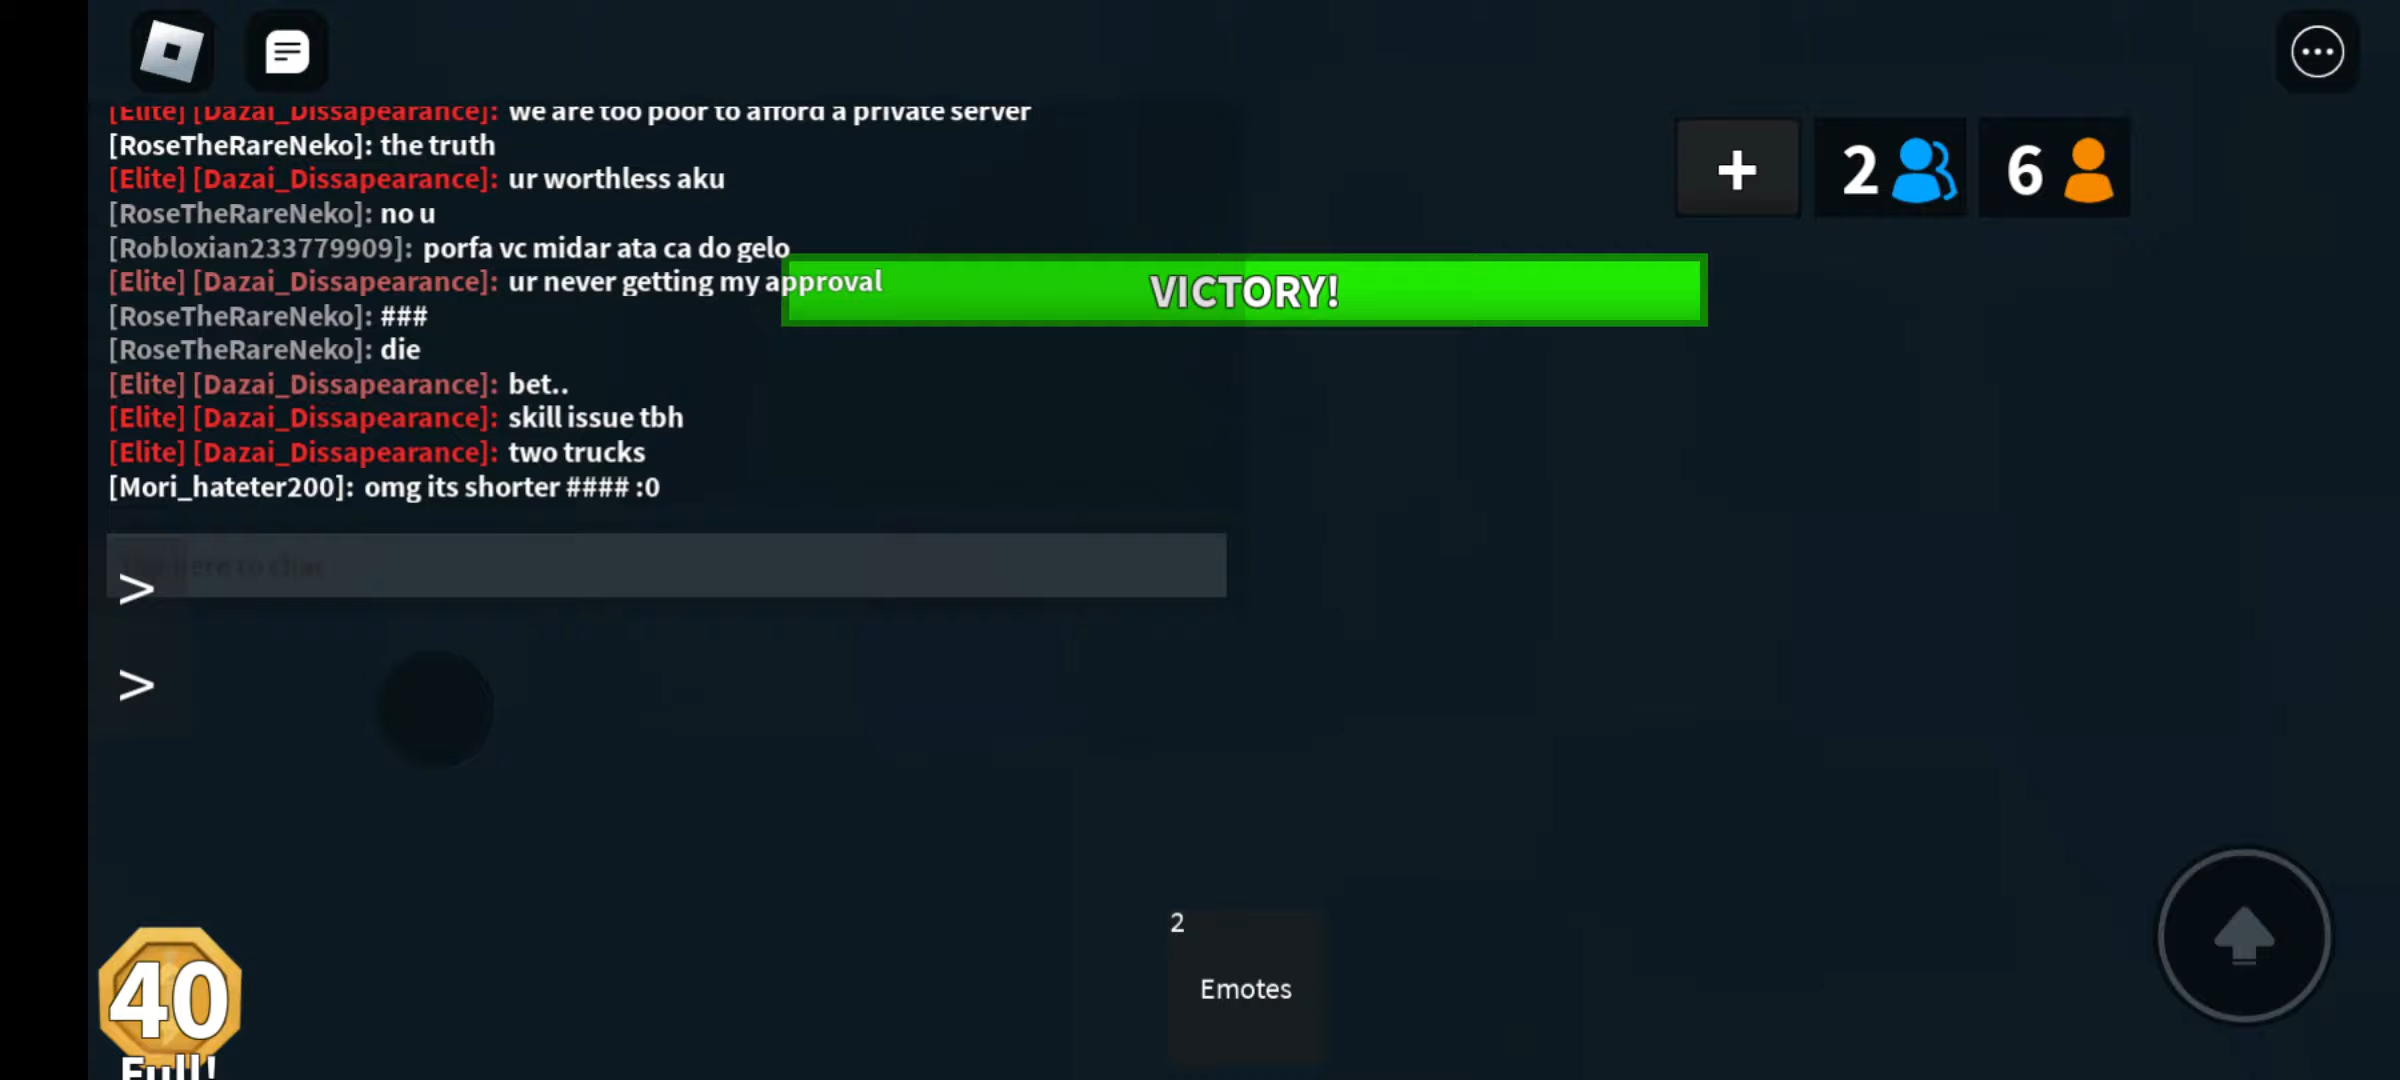 [Elite] [Dazai_Dissapearance]: we are too poor to afford a private server
[RoseTheRareNeko]: the truth
[Elite] [Dazai_Dissapearance]: ur worthless aku
[RoseTheRareNeko]: no u
[Robloxian233779909]: porfa vc midar ata ca do gelo
[Elite] [Dazai_Dissapearance]: ur never getting my approval
[RoseTheRareNeko]: ###
[RoseTheRareNeko]: die
[Elite] [Dazai_Dissapearance]: bet..
[Elite] [Dazai_Dissapearance]: skill issue tbh
[Elite] [Dazai_Dissapearance]: two trucks
[Mori_hateter200]: omg its shorter #### :0
+ 2 6
VICTORY!
here to chat
>
>
2
Emotes
40
Full!